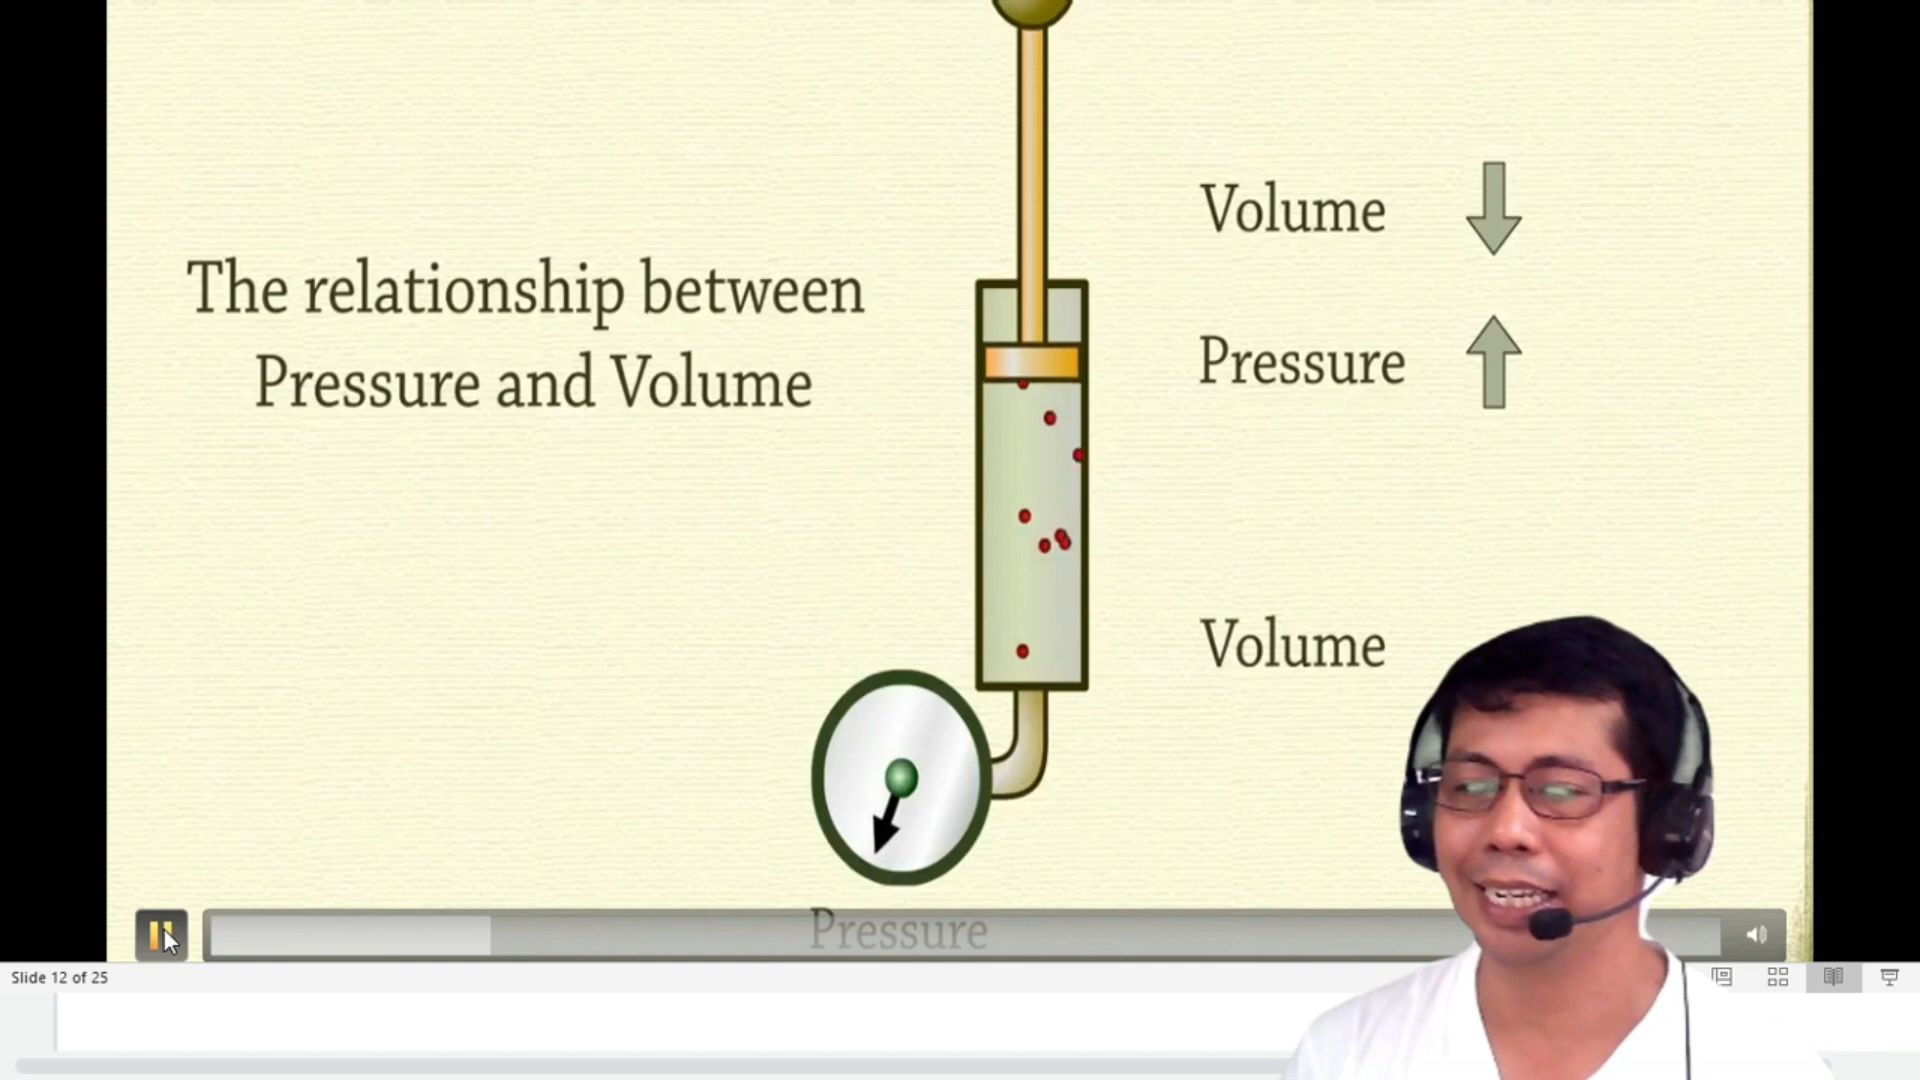 The relationship between
Pressure and Volume
Volume
Pressure
Volume
Pressure
Slide 12 of 25